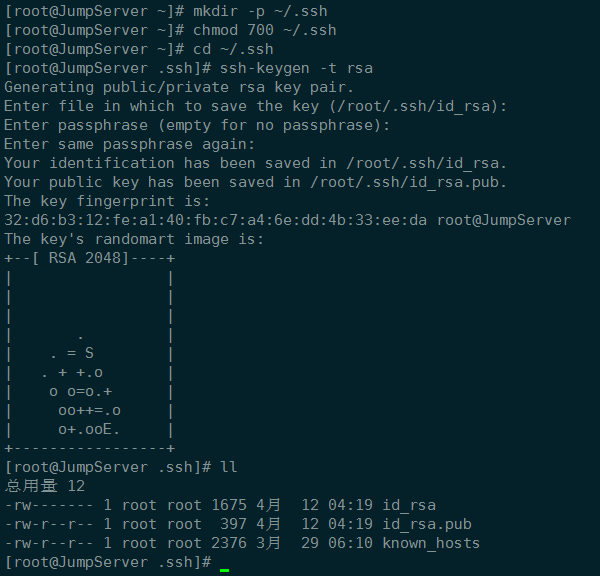 [root@JumpServer ~]# mkdir -p ~/.ssh
[root@JumpServer ~]# chmod 700 ~/.ssh
[root@JumpServer ~]# cd ~/.ssh
[root@JumpServer .ssh]# ssh-keygen -t rsa
Generating public/private rsa key pair.
Enter file in which to save the key (/root/.ssh/id_rsa):
Enter passphrase (empty for no passphrase):
Enter same passphrase again:
Your identification has been saved in /root/.ssh/id_rsa.
Your public key has been saved in /root/.ssh/id_rsa.pub.
The key fingerprint is:
32:d6:b3:12:fe:a1:40:fb:c7:a4:6e:dd:4b:33:ee:da root@JumpServer
The key's randomart image is:
+--[ RSA 2048]----+
|                 |
|                 |
|                 |
|       .         |
|    . = S        |
|   . + +.o       |
|    o o=o.+      |
|     oo++=.o     |
|     o+.ooE.     |
+-----------------+
[root@JumpServer .ssh]# ll
总用量 12
-rw------- 1 root root 1675 4月  12 04:19 id_rsa
-rw-r--r-- 1 root root  397 4月  12 04:19 id_rsa.pub
-rw-r--r-- 1 root root 2376 3月  29 06:10 known_hosts
[root@JumpServer .ssh]#